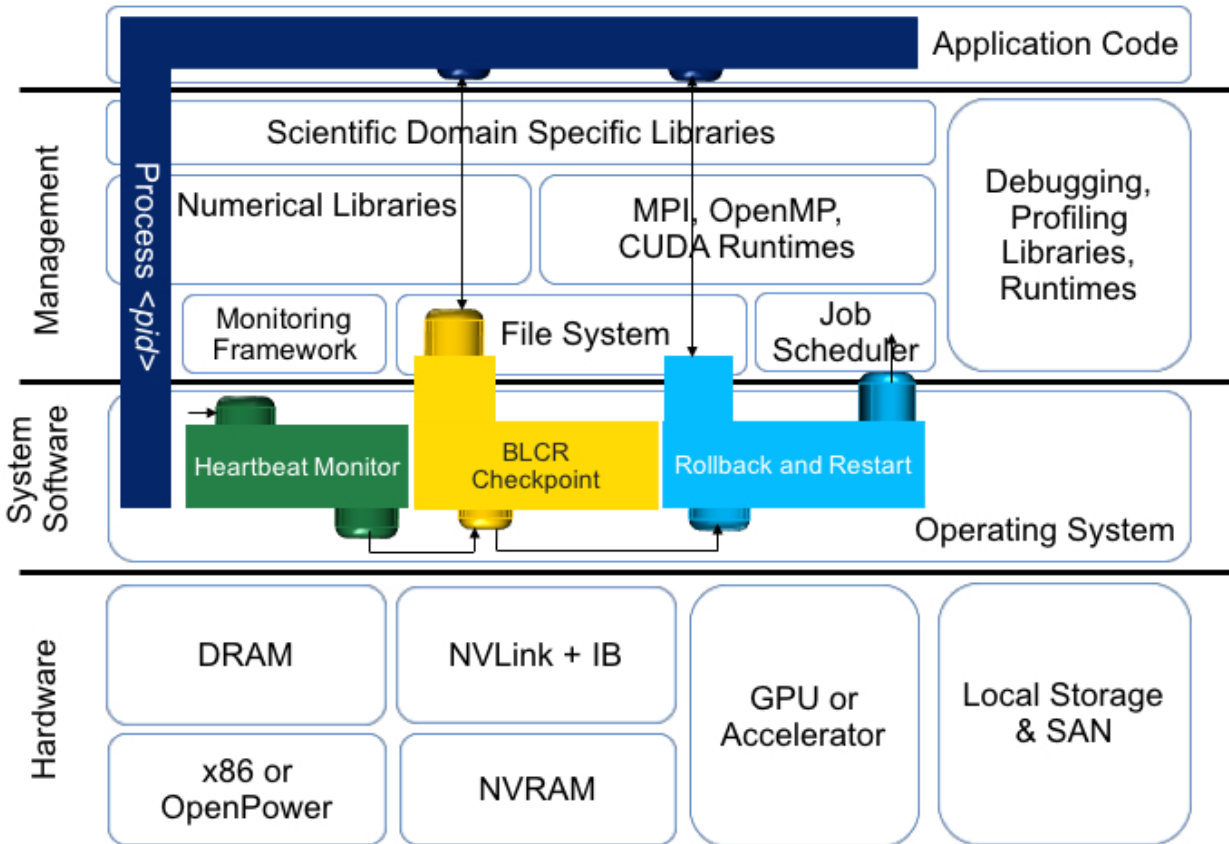 Application Code
Management
Process <pid>
Scientific Domain Specific Libraries
Numerical Libraries
MPI, OpenMP,
CUDA Runtimes
Debugging,
Profiling
Libraries,
Runtimes
Monitoring
Framework
File System
Job
Scheduler
System
Software
Heartbeat Monitor
BLCR
Checkpoint
Rollback and Restart
Operating System
Hardware
DRAM
NVLink + IB
GPU or
Accelerator
Local Storage
& SAN
x86 or
OpenPower
NVRAM